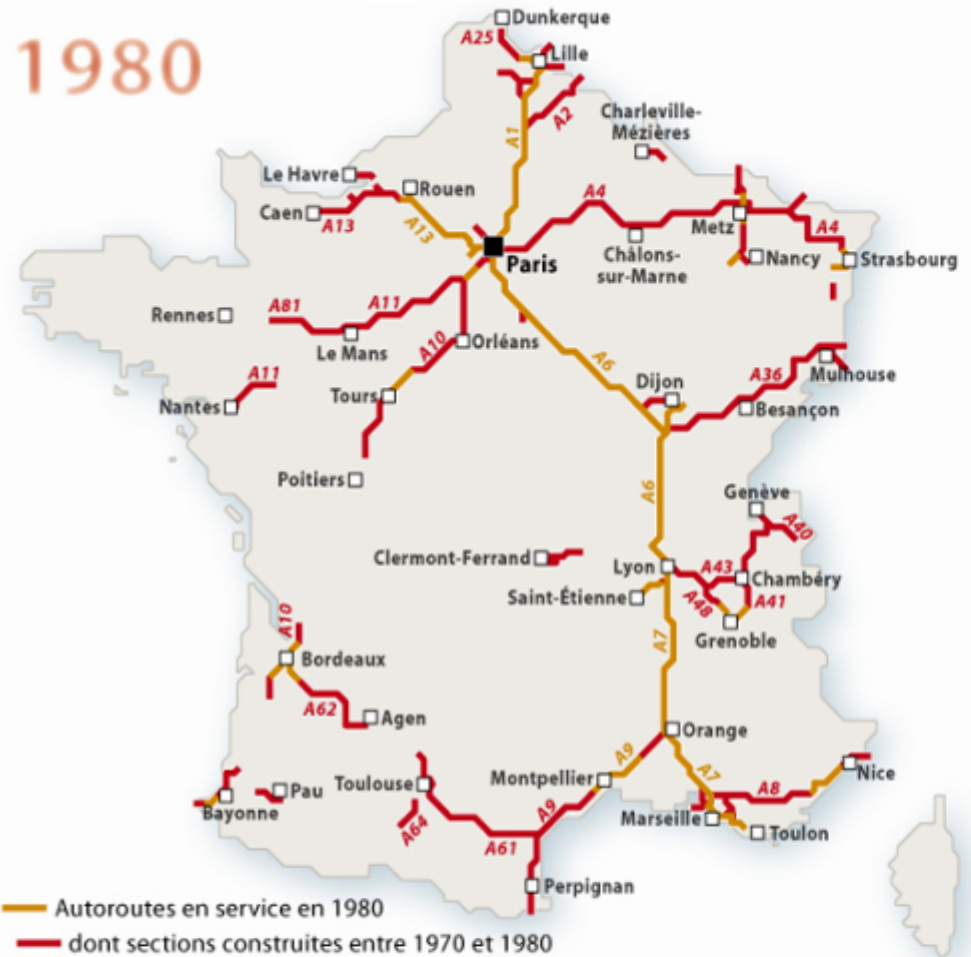 1980
Dunkerque
A25
Lille
A2
A1
Charleville-
Mézières
Le Havre
Rouen
Caen
A13
A13
A4
Metz
A4
Paris
Châlons-
sur-Marne
Nancy
Strasbourg
Rennes
A81
A11
Le Mans
A10
Orléans
A6
A11
Nantes
Tours
Dijon
A36
Mulhouse
Besançon
Poitiers
A6
Genève
A40
Clermont-Ferrand
Lyon
A43
Chambéry
Saint-Étienne
A48
A41
Grenoble
A10
Bordeaux
A7
A62
Agen
Orange
A9
A7
Montpellier
A8
Nice
Bayonne
Pau
Toulouse
A64
A9
A61
Marseille
Toulon
Perpignan
Autoroutes en service en 1980
dont sections construites entre 1970 et 1980